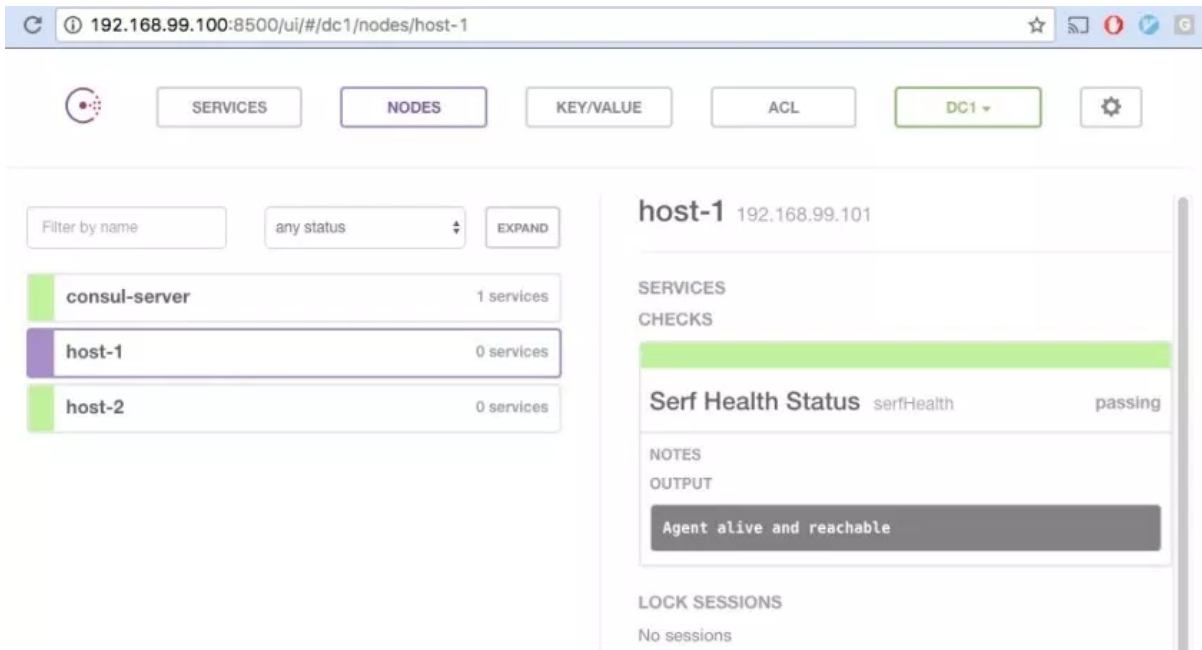 192.168.99.100:8500/ui/#/dc1/nodes/host-1
SERVICES NODES KEY/VALUE ACL DC1
Filter by name any status EXPAND
consul-server 1 services
host-1 0 services
host-2 0 services
host-1 192.168.99.101
SERVICES
CHECKS
Serf Health Status serfHealth passing
NOTES
OUTPUT
Agent alive and reachable
LOCK SESSIONS
No sessions